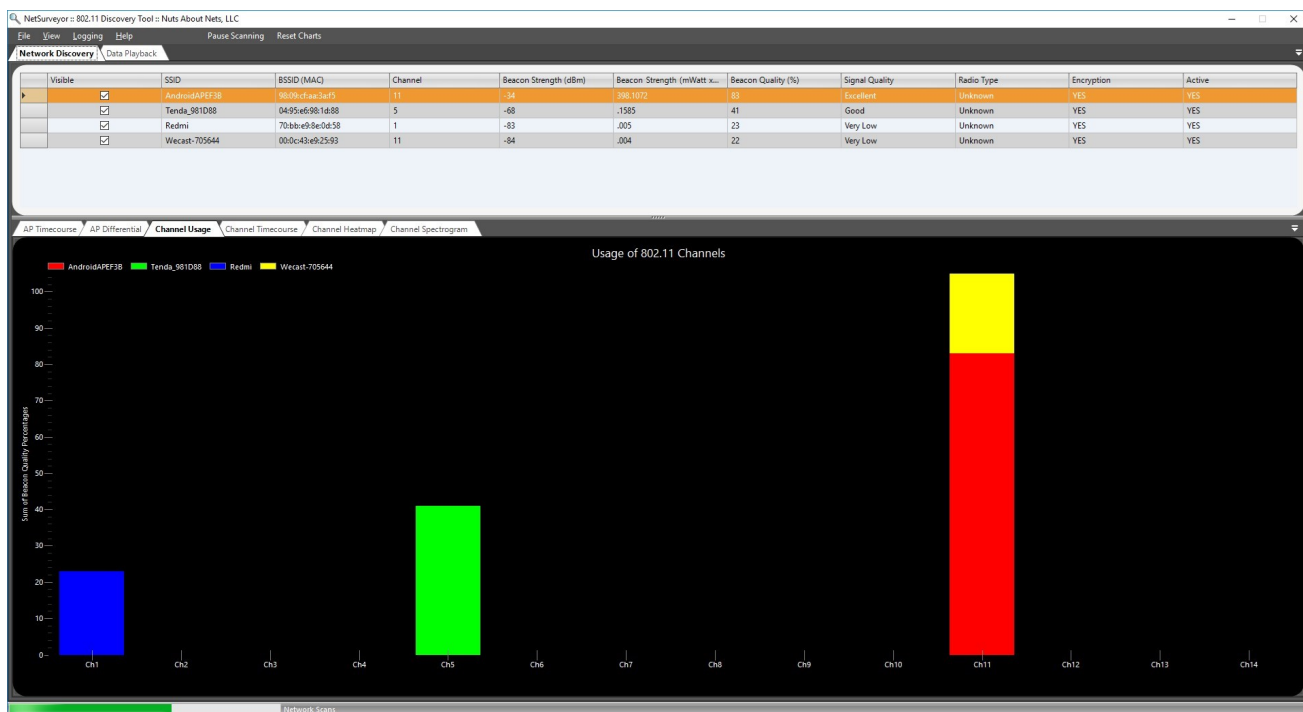 NetSurveyor :: 802.11 Discovery Tool :: Nuts About Nets, LLC
File View Logging Help Pause Scanning Reset Charts
Network Discovery Data Playback
Visible SSID BSSID (MAC) Channel Beacon Strength (dBm) Beacon Strength (mWatt x... Beacon Quality (%) Signal Quality Radio Type Encryption Active
AndroidAPEF3B 98:09:cf:aa:3a:f5 11 -34 398.1072 83 Excellent Unknown YES YES
Tenda_981D88 04:95:e6:98:1d:88 5 -68 .1585 41 Good Unknown YES YES
Redmi 70:bb:e9:8e:0d:58 1 -83 .005 23 Very Low Unknown YES YES
Wecast-705644 00:0c:43:e9:25:93 11 -84 .004 22 Very Low Unknown YES YES
AP Timecourse AP Differential Channel Usage Channel Timecourse Channel Heatmap Channel Spectrogram
Usage of 802.11 Channels
AndroidAPEF3B Tenda_981D88 Redmi Wecast-705644
Sum of Beacon Quality Percentages
100
90
80
70
60
50
40
30
20
10
0
Ch1 Ch2 Ch3 Ch4 Ch5 Ch6 Ch7 Ch8 Ch9 Ch10 Ch11 Ch12 Ch13 Ch14
Network Scans